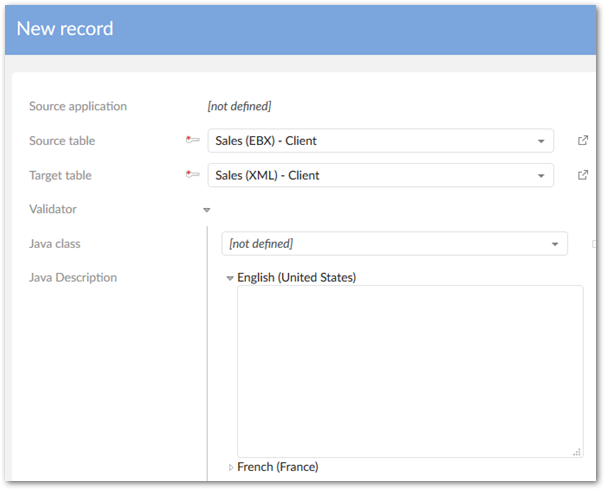 New record
Source application [not defined]
Source table Sales (EBX) - Client
Target table Sales (XML) - Client
Validator
Java class [not defined]
Java Description English (United States)
French (France)